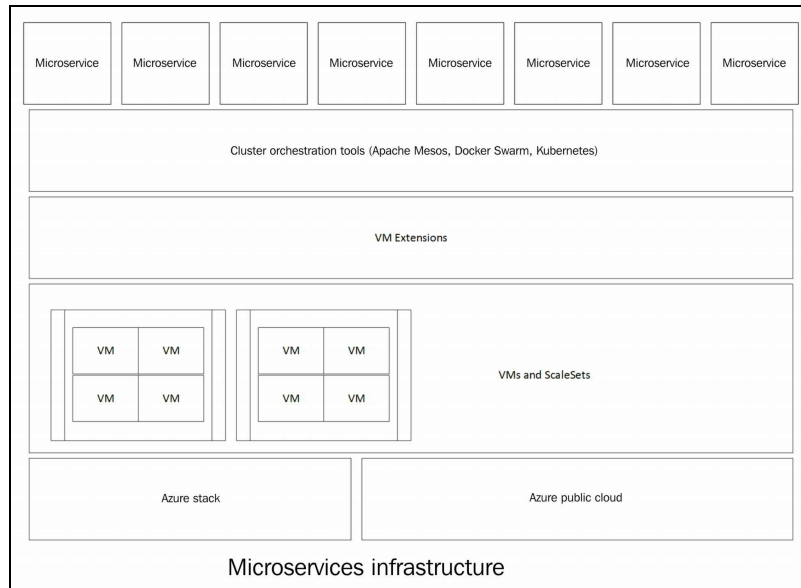 Microservice Microservice Microservice Microservice Microservice Microservice Microservice Microservice
Cluster orchestration tools (Apache Mesos, Docker Swarm, Kubernetes)
VM Extensions
VM VM VM VM
VMs and ScaleSets
VM VM VM VM
Azure stack Azure public cloud
Microservices infrastructure